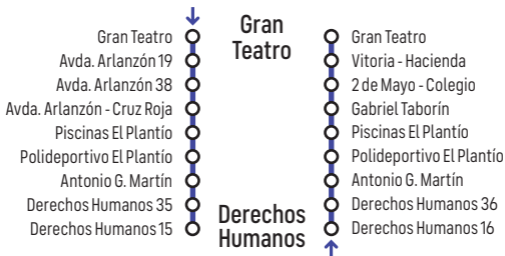 Gran Teatro
Avda. Arlanzón 19
Avda. Arlanzón 38
Avda. Arlanzón - Cruz Roja
Piscinas El Plantío
Polideportivo El Plantío
Antonio G. Martín
Derechos Humanos 35
Derechos Humanos 15
Gran
Teatro
Derechos
Humanos
Gran Teatro
Vitoria - Hacienda
2 de Mayo - Colegio
Gabriel Taborín
Piscinas El Plantío
Polideportivo El Plantío
Antonio G. Martín
Derechos Humanos 36
Derechos Humanos 16